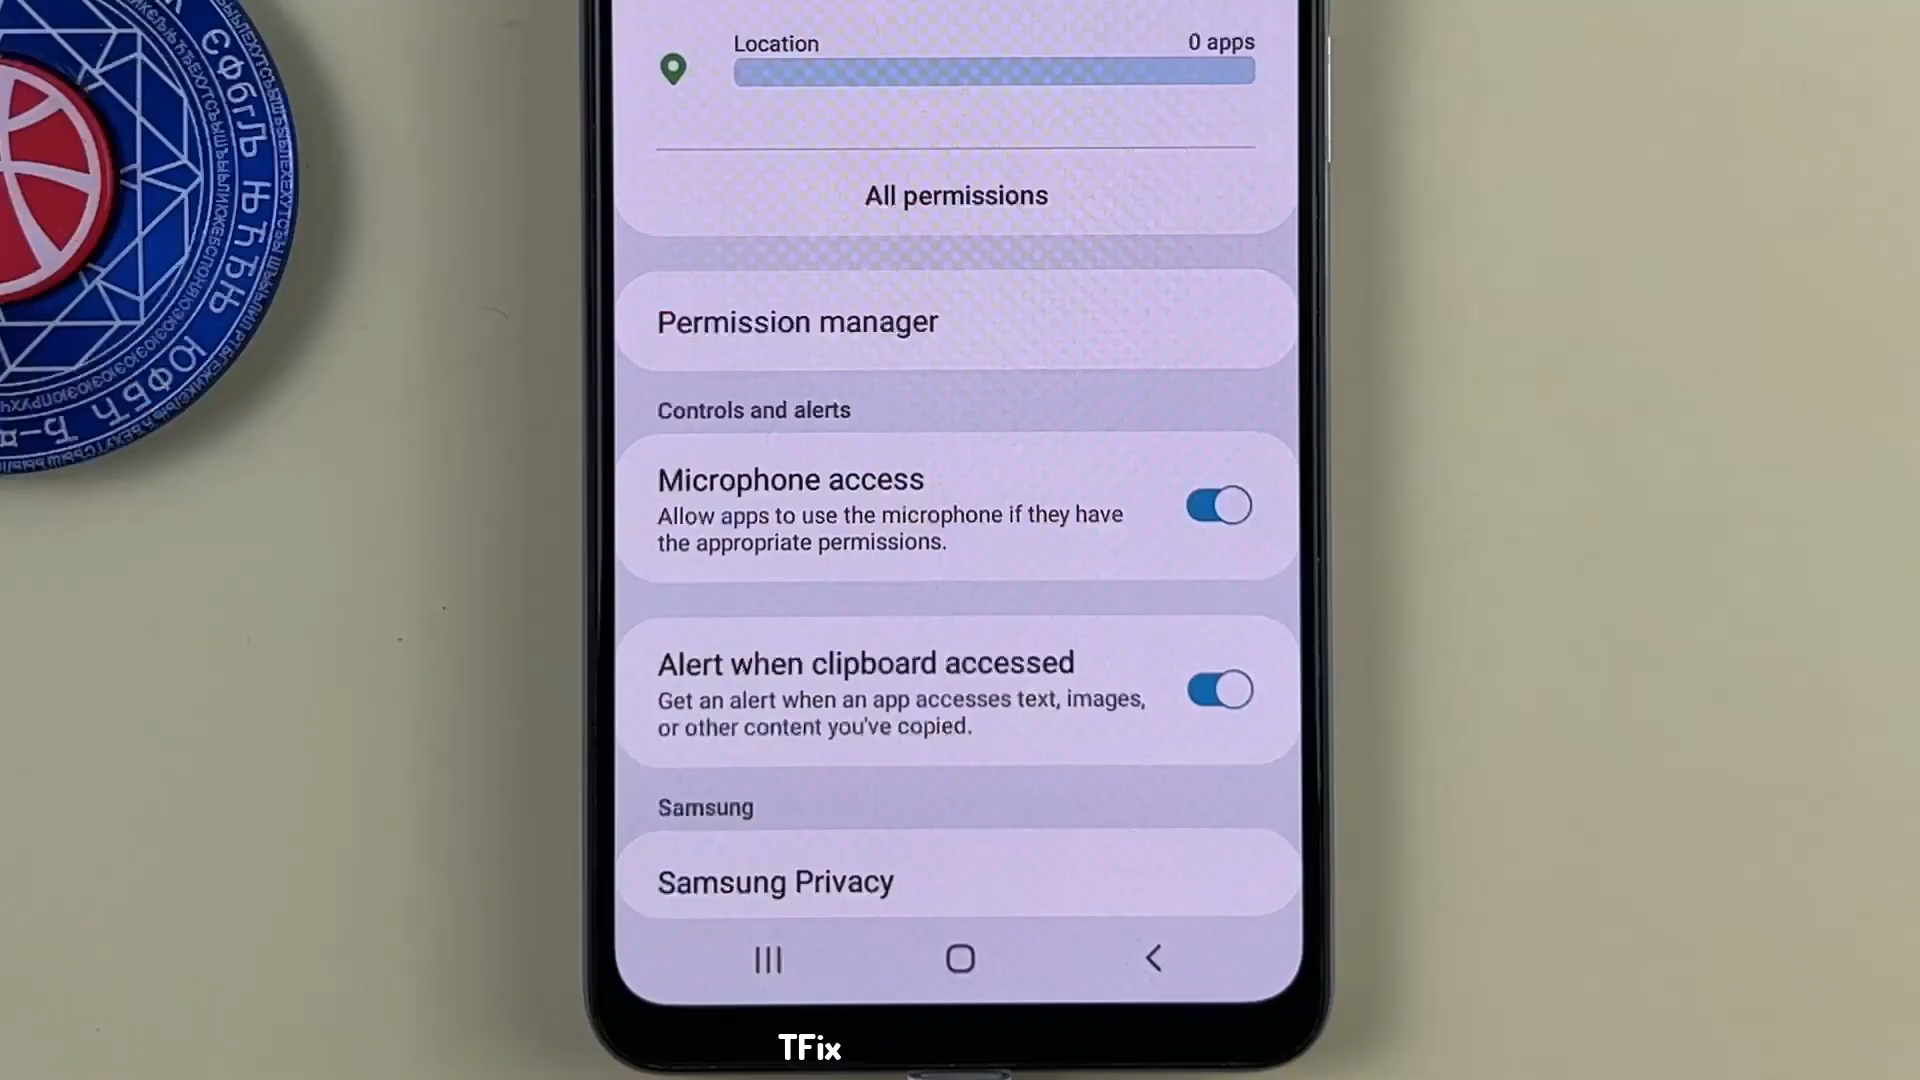 Location
0 apps
All permissions
Permission manager
Controls and alerts
Microphone access
Allow apps to use the microphone if they have
the appropriate permissions.
Alert when clipboard accessed
Get an alert when an app accesses text, images,
or other content you've copied.
Samsung
Samsung Privacy
TFix